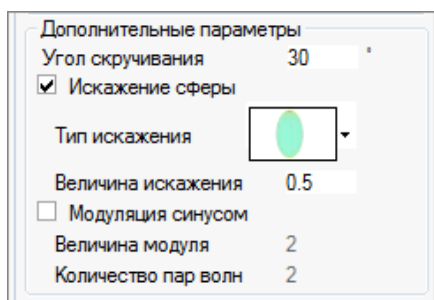 Дополнительные параметры
Угол скручивания 30 °
Искажение сферы
Тип искажения
Величина искажения 0.5
Модуляция синусом
Величина модуля 2
Количество пар волн 2